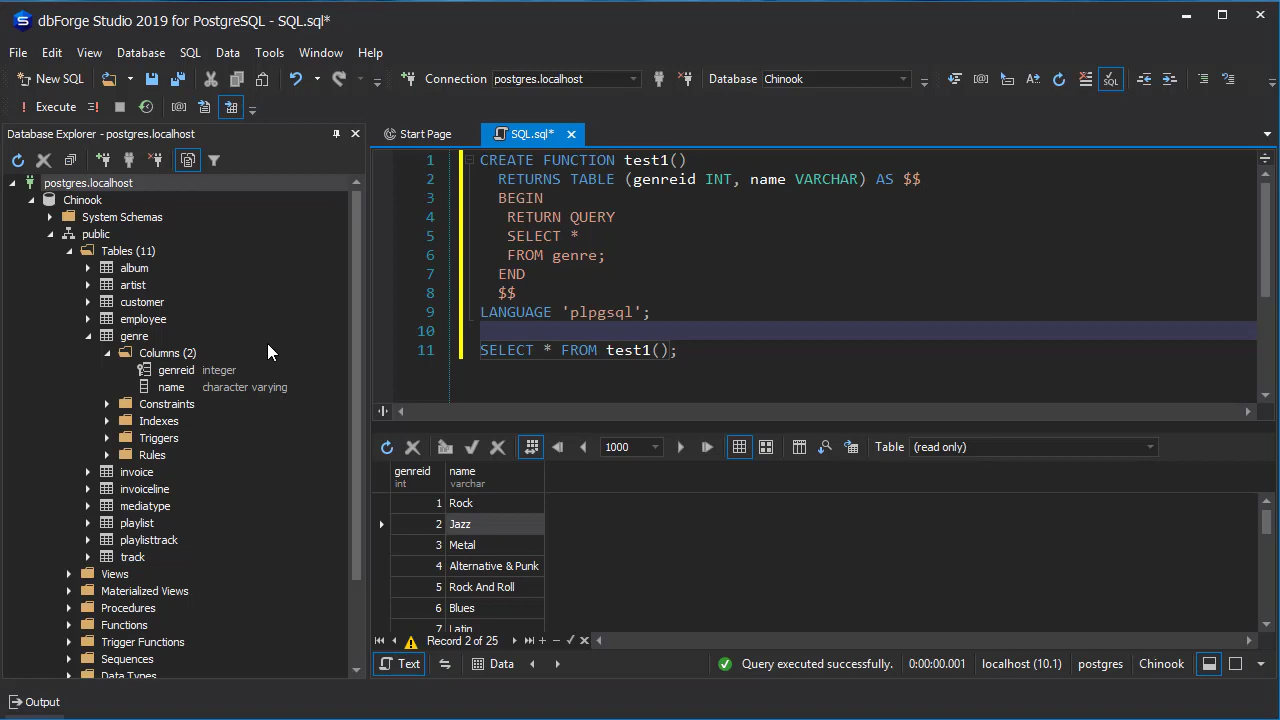 dbForge Studio 2019 for PostgreSQL - SQL.sql*
File Edit View Database SQL Data Tools Window Help
New SQL Connection postgres.localhost Database Chinook
Execute
Database Explorer - postgres.localhost
Start Page SQL.sql*
postgres.localhost
Chinook
System Schemas
public
Tables (11)
album
artist
customer
employee
genre
Columns (2)
genreid integer
name character varying
Constraints
Indexes
Triggers
Rules
invoice
invoiceline
mediatype
playlist
playlisttrack
track
Views
Materialized Views
Procedures
Functions
Trigger Functions
Sequences
Data Types
1 CREATE FUNCTION test1()
2 RETURNS TABLE (genreid INT, name VARCHAR) AS $$
3 BEGIN
4 RETURN QUERY
5 SELECT *
6 FROM genre;
7 END
8 $$
9 LANGUAGE 'plpgsql';
10
11 SELECT * FROM test1();
1000 Table (read only)
genreid name
int varchar
1 Rock
2 Jazz
3 Metal
4 Alternative & Punk
5 Rock And Roll
6 Blues
7 Latin
Record 2 of 25
Text Data Query executed successfully. 0:00:00.001 localhost (10.1) postgres Chinook
Output